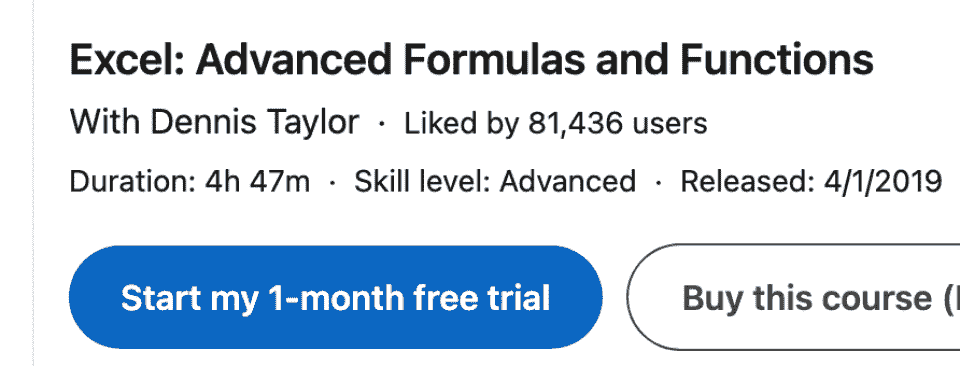 Excel: Advanced Formulas and Functions
With Dennis Taylor · Liked by 81,436 users
Duration: 4h 47m · Skill level: Advanced · Released: 4/1/2019
Start my 1-month free trial
Buy this course (